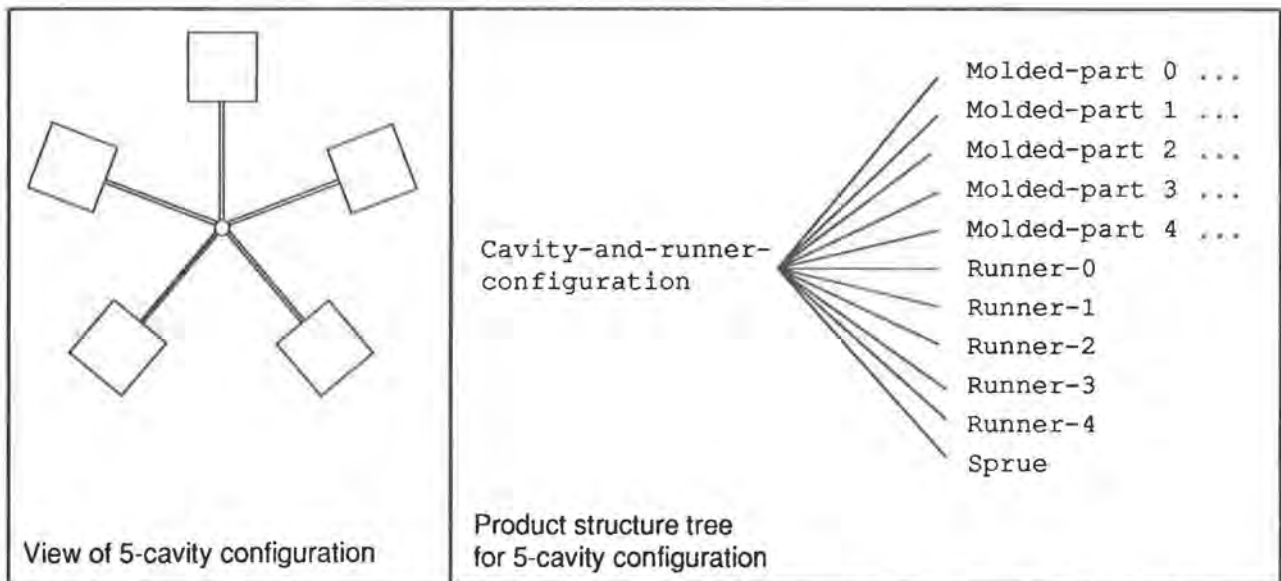 View of 5-cavity configuration
Cavity-and-runner-
configuration
Molded-part 0 ...
Molded-part 1 ...
Molded-part 2 ...
Molded-part 3 ...
Molded-part 4 ...
Runner-0
Runner-1
Runner-2
Runner-3
Runner-4
Sprue
Product structure tree
for 5-cavity configuration